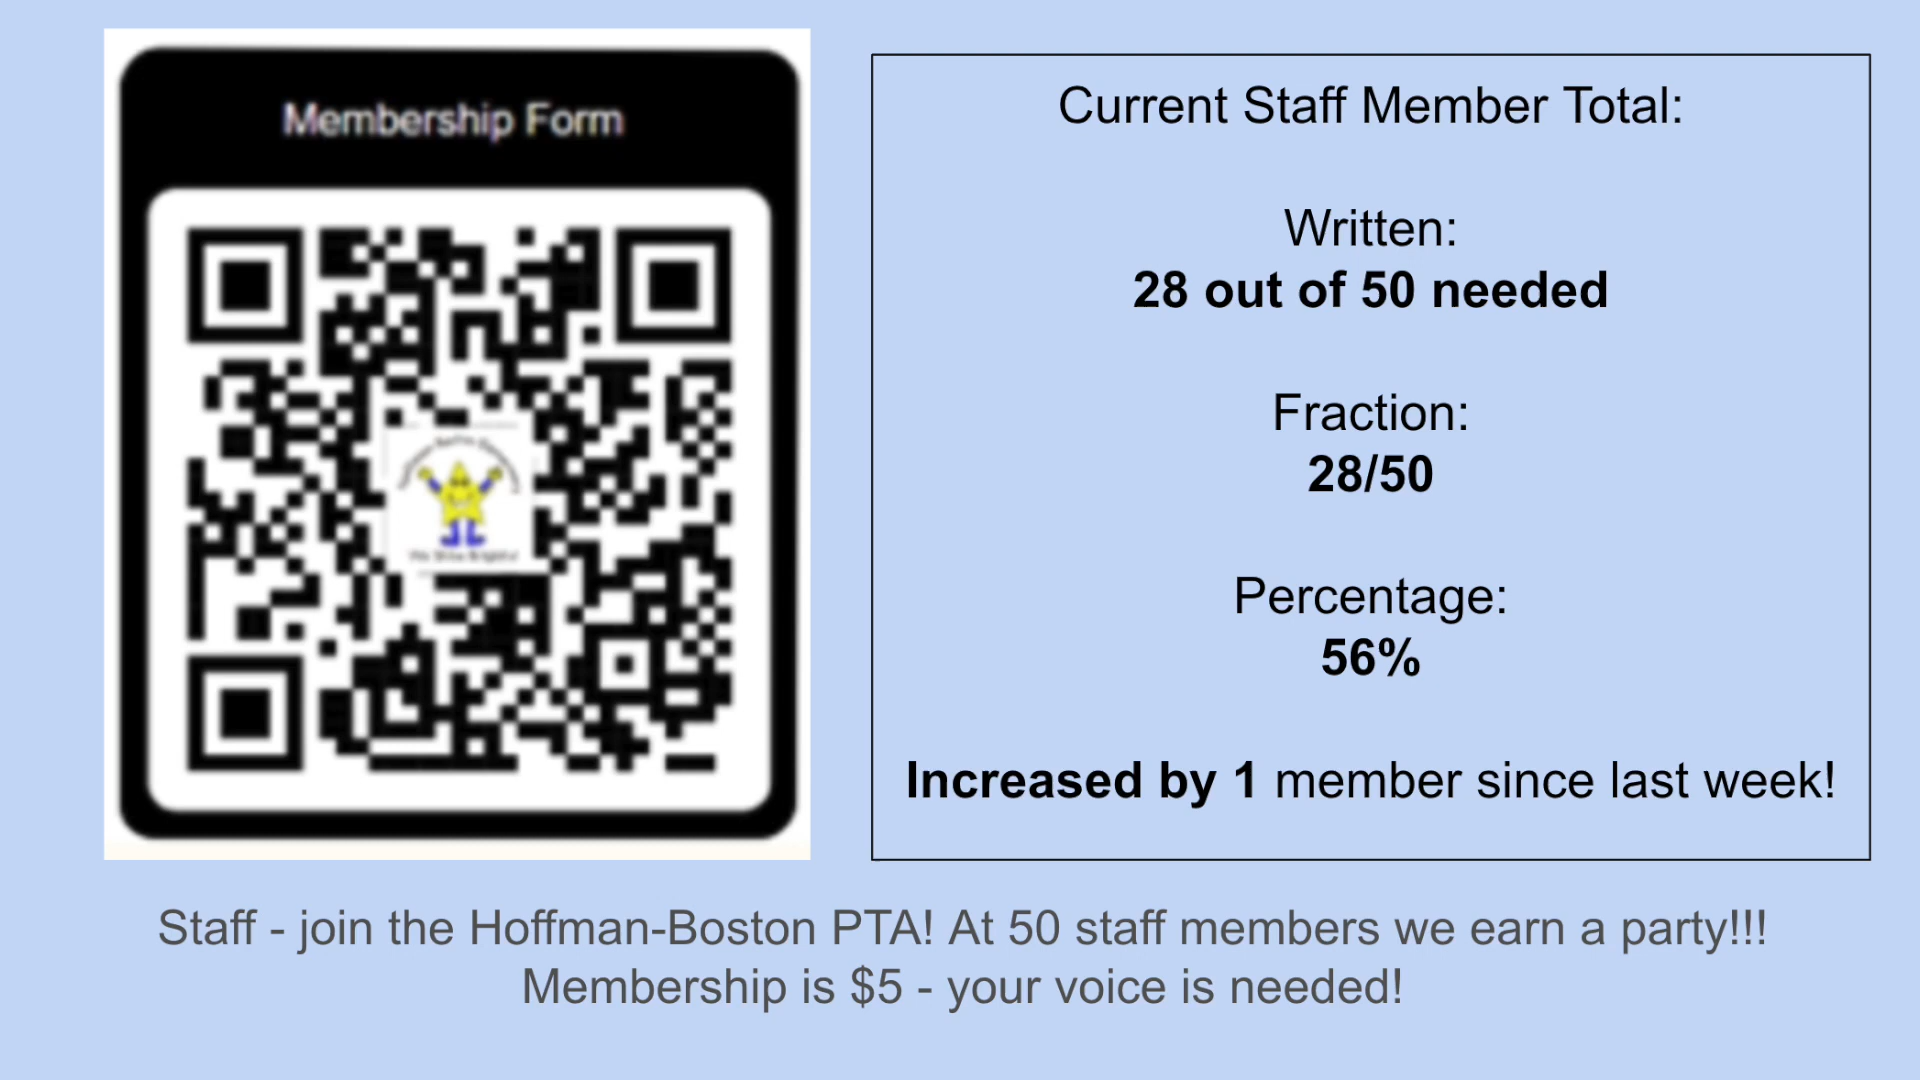 Membership Form
Current Staff Member Total:
Written:
28 out of 50 needed
Fraction:
28/50
Percentage:
56%
Increased by 1 member since last week!
Staff - join the Hoffman-Boston PTA! At 50 staff members we earn a party!!!
Membership is $5 - your voice is needed!